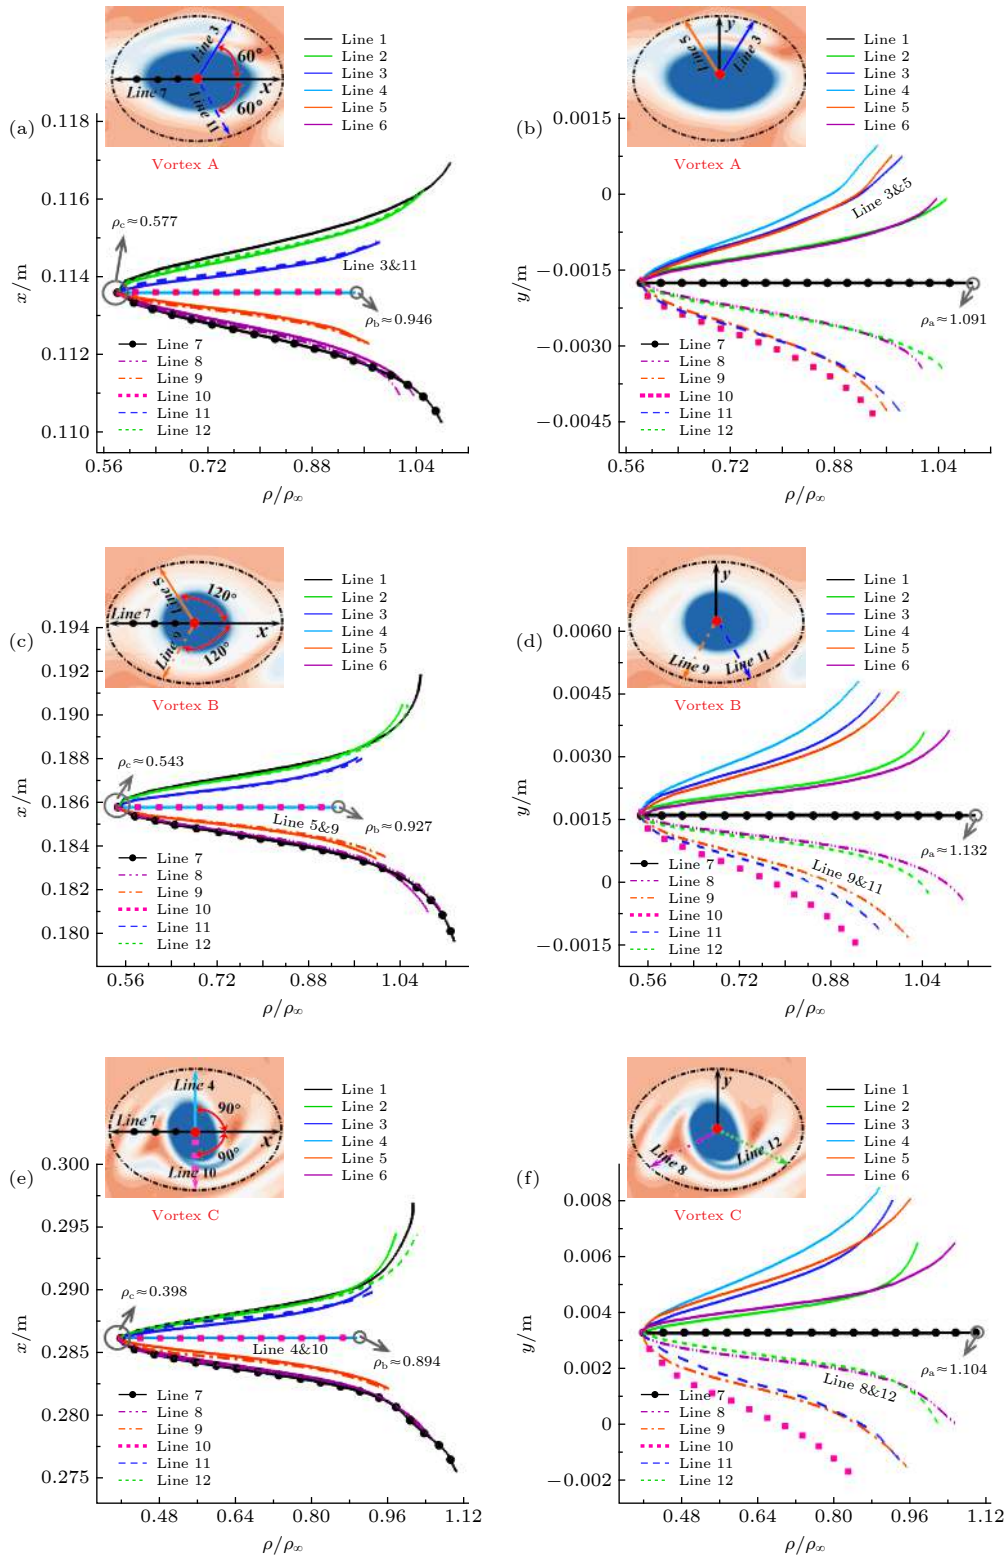 (a)
Line 3
60°
x
Line 7
60°
Line 11
Vortex A
Line 1
Line 2
Line 3
Line 4
Line 5
Line 6
0.118
0.116
0.114
0.112
0.110
x/m
ρc≈0.577
Line 3&11
ρb≈0.946
Line 7
Line 8
Line 9
Line 10
Line 11
Line 12
0.56 0.72 0.88 1.04
ρ/ρ∞
(b)
y
Line 5
Line 3
Vortex A
Line 1
Line 2
Line 3
Line 4
Line 5
Line 6
0.0015
0
−0.0015
−0.0030
−0.0045
y/m
Line 3&5
ρa≈1.091
Line 7
Line 8
Line 9
Line 10
Line 11
Line 12
0.56 0.72 0.88 1.04
ρ/ρ∞
(c)
Line 5
120°
Line 7
x
Line 9
120°
Vortex B
Line 1
Line 2
Line 3
Line 4
Line 5
Line 6
0.194
0.192
0.190
0.188
0.186
0.184
0.182
0.180
x/m
ρc≈0.543
Line 5&9
ρb≈0.927
Line 7
Line 8
Line 9
Line 10
Line 11
Line 12
0.56 0.72 0.88 1.04
ρ/ρ∞
(d)
y
Line 9
Line 11
Vortex B
Line 1
Line 2
Line 3
Line 4
Line 5
Line 6
0.0060
0.0045
0.0030
0.0015
0
−0.0015
y/m
ρa≈1.132
Line 9&11
Line 7
Line 8
Line 9
Line 10
Line 11
Line 12
0.56 0.72 0.88 1.04
ρ/ρ∞
(e)
Line 4
90°
Line 7
x
90°
Line 10
Vortex C
Line 1
Line 2
Line 3
Line 4
Line 5
Line 6
0.300
0.295
0.290
0.285
0.280
0.275
x/m
ρc≈0.398
Line 4&10
ρb≈0.894
Line 7
Line 8
Line 9
Line 10
Line 11
Line 12
0.48 0.64 0.80 0.96 1.12
ρ/ρ∞
(f)
y
Line 8
Line 12
Vortex C
Line 1
Line 2
Line 3
Line 4
Line 5
Line 6
0.008
0.006
0.004
0.002
0
−0.002
y/m
ρa≈1.104
Line 8&12
Line 7
Line 8
Line 9
Line 10
Line 11
Line 12
0.48 0.64 0.80 0.96 1.12
ρ/ρ∞